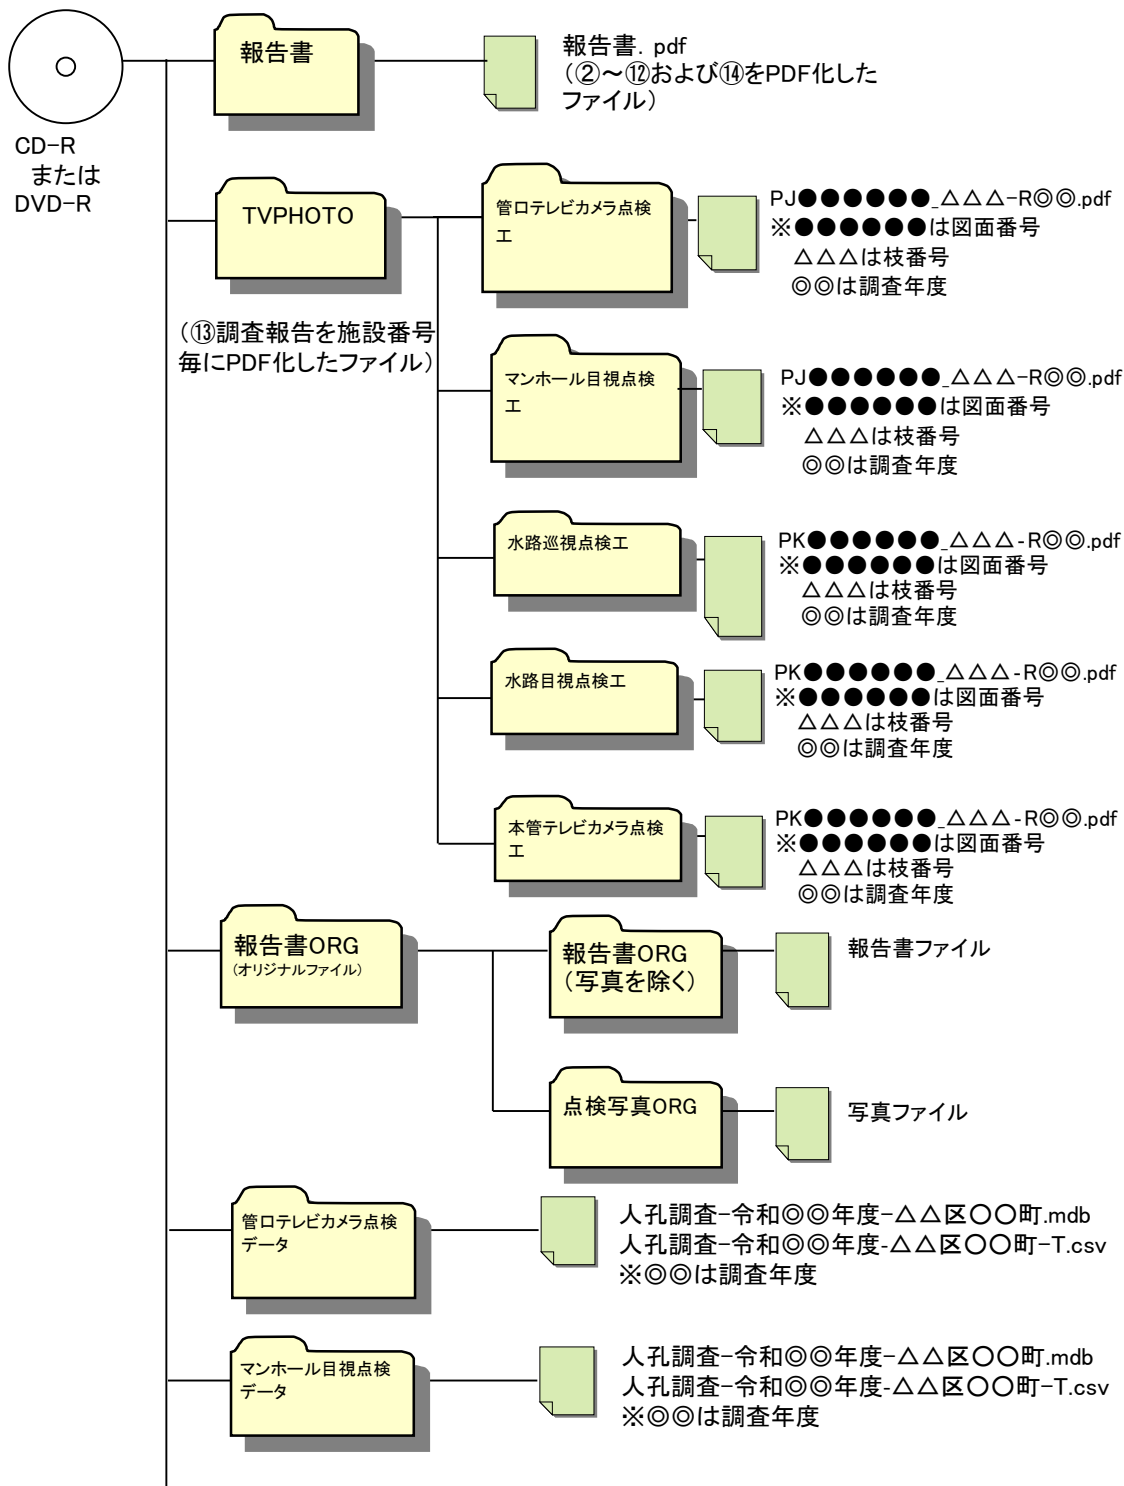 報告書
報告書．pdf
（②～⑫および⑭をPDF化した
ファイル）
CD-R
または
DVD-R
TVPHOTO
（⑬調査報告を施設番号
毎にPDF化したファイル）
管口テレビカメラ点検
工
PJ●●●●●●_△△△-R◎◎.pdf
※●●●●●●は図面番号
△△△は枝番号
◎◎は調査年度
マンホール目視点検
工
PJ●●●●●●_△△△-R◎◎.pdf
※●●●●●●は図面番号
△△△は枝番号
◎◎は調査年度
水路巡視点検工
PK●●●●●●_△△△-R◎◎.pdf
※●●●●●●は図面番号
△△△は枝番号
◎◎は調査年度
水路目視点検工
PK●●●●●●_△△△-R◎◎.pdf
※●●●●●●は図面番号
△△△は枝番号
◎◎は調査年度
本管テレビカメラ点検
工
PK●●●●●●_△△△-R◎◎.pdf
※●●●●●●は図面番号
△△△は枝番号
◎◎は調査年度
報告書ORG
（オリジナルファイル）
報告書ORG
（写真を除く）
報告書ファイル
点検写真ORG
写真ファイル
管口テレビカメラ点検
データ
人孔調査-令和◎◎年度-△△区〇〇町.mdb
人孔調査-令和◎◎年度-△△区〇〇町-T.csv
※◎◎は調査年度
マンホール目視点検
データ
人孔調査-令和◎◎年度-△△区〇〇町.mdb
人孔調査-令和◎◎年度-△△区〇〇町-T.csv
※◎◎は調査年度